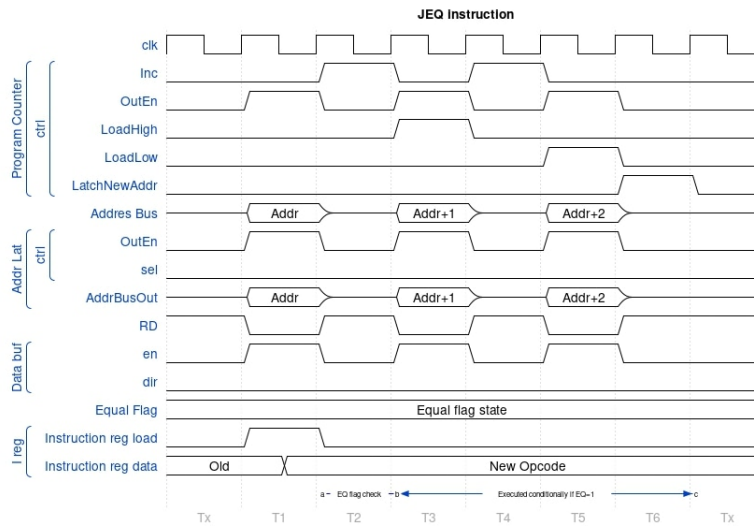 JEQ instruction
clk
Inc
OutEn
LoadHigh
LoadLow
LatchNewAddr
Program Counter
ctrl
Addres Bus Addr Addr+1 Addr+2
OutEn
sel
AddrBusOut Addr Addr+1 Addr+2
Addr Lat
ctrl
RD
en
dir
Data buf
Equal Flag Equal flag state
Instruction reg load
Instruction reg data Old New Opcode
I reg
a EQ flag check b Executed conditionally if EQ=1 c
Tx T1 T2 T3 T4 T5 T6 Tx